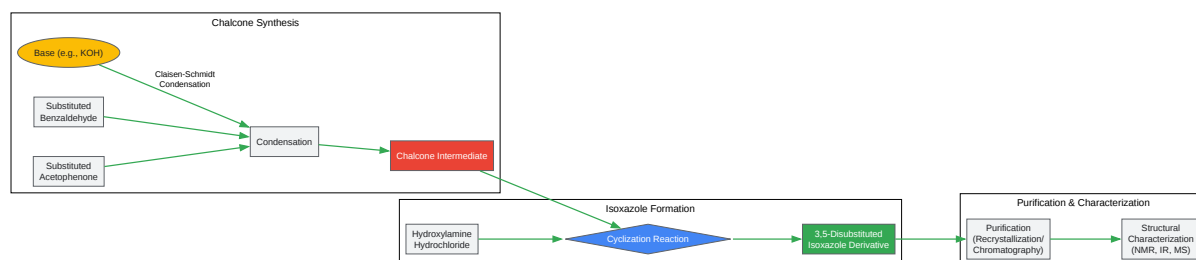 Chalcone Synthesis
Base (e.g., KOH)
Claisen-Schmidt
Condensation
Substituted
Benzaldehyde
Condensation
Substituted
Acetophenone
Chalcone Intermediate
Isoxazole Formation
Hydroxylamine
Hydrochloride
Cyclization Reaction
3,5-Disubstituted
Isoxazole Derivative
Purification & Characterization
Purification
(Recrystallization/
Chromatography)
Structural
Characterization
(NMR, IR, MS)